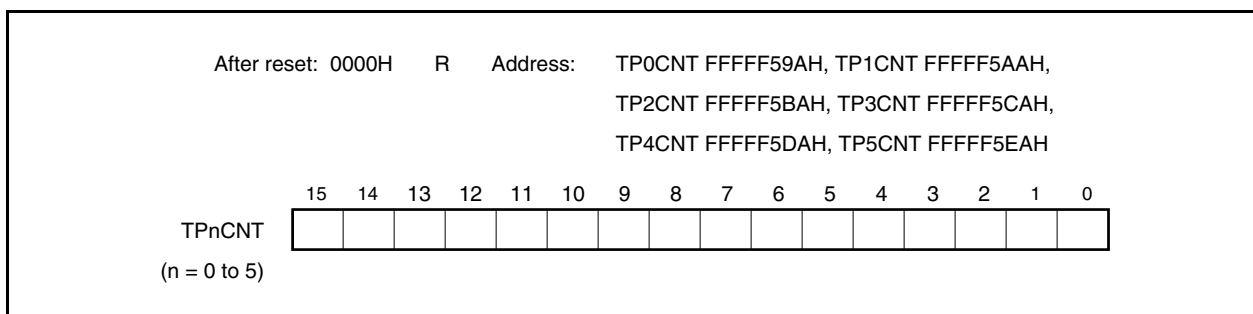 After reset: 0000H R Address: TP0CNT FFFFF59AH, TP1CNT FFFFF5AAH,
TP2CNT FFFFF5BAH, TP3CNT FFFFF5CAH,
TP4CNT FFFFF5DAH, TP5CNT FFFFF5EAH
15 14 13 12 11 10 9 8 7 6 5 4 3 2 1 0
TPnCNT
(n = 0 to 5)